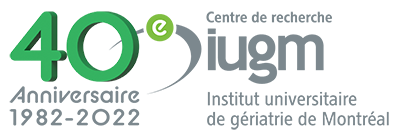 40e
Anniversaire
1982-2022
Centre de recherche
iugm
Institut universitaire
de gériatrie de Montréal